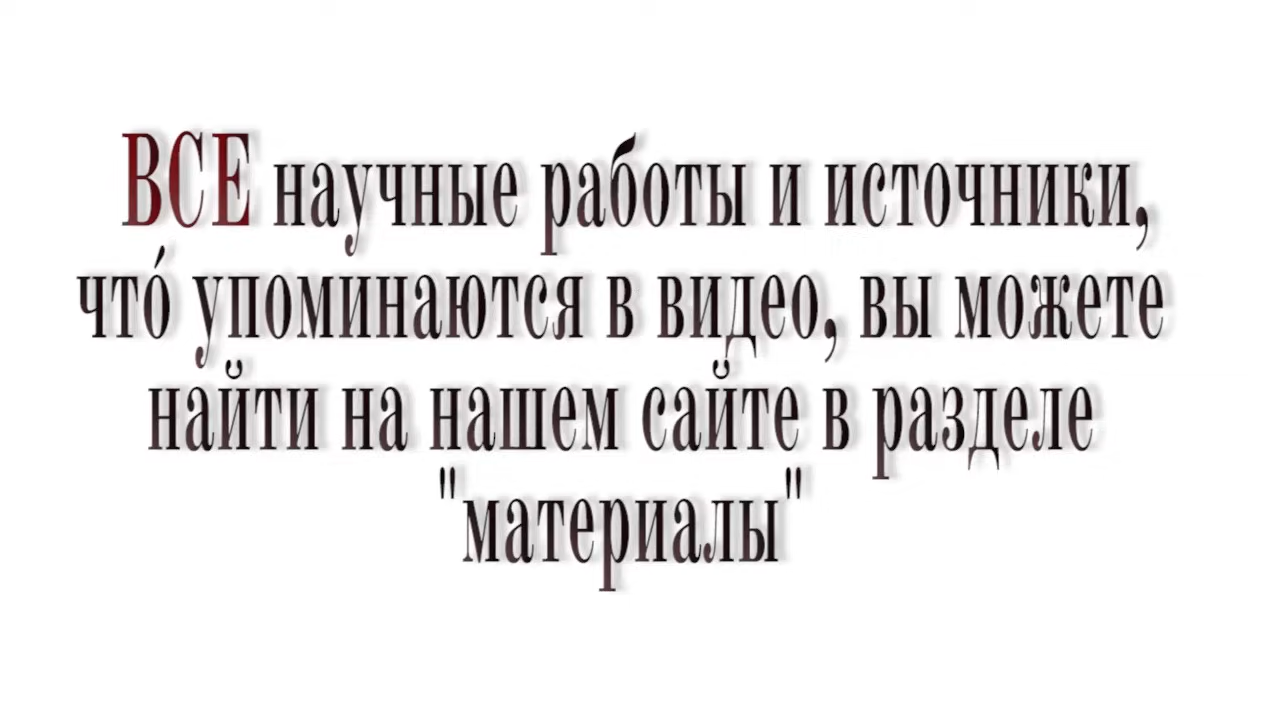 ВСЕ научные работы и источники,
что́ упоминаются в видео, вы можете
найти на нашем сайте в разделе
"материалы"